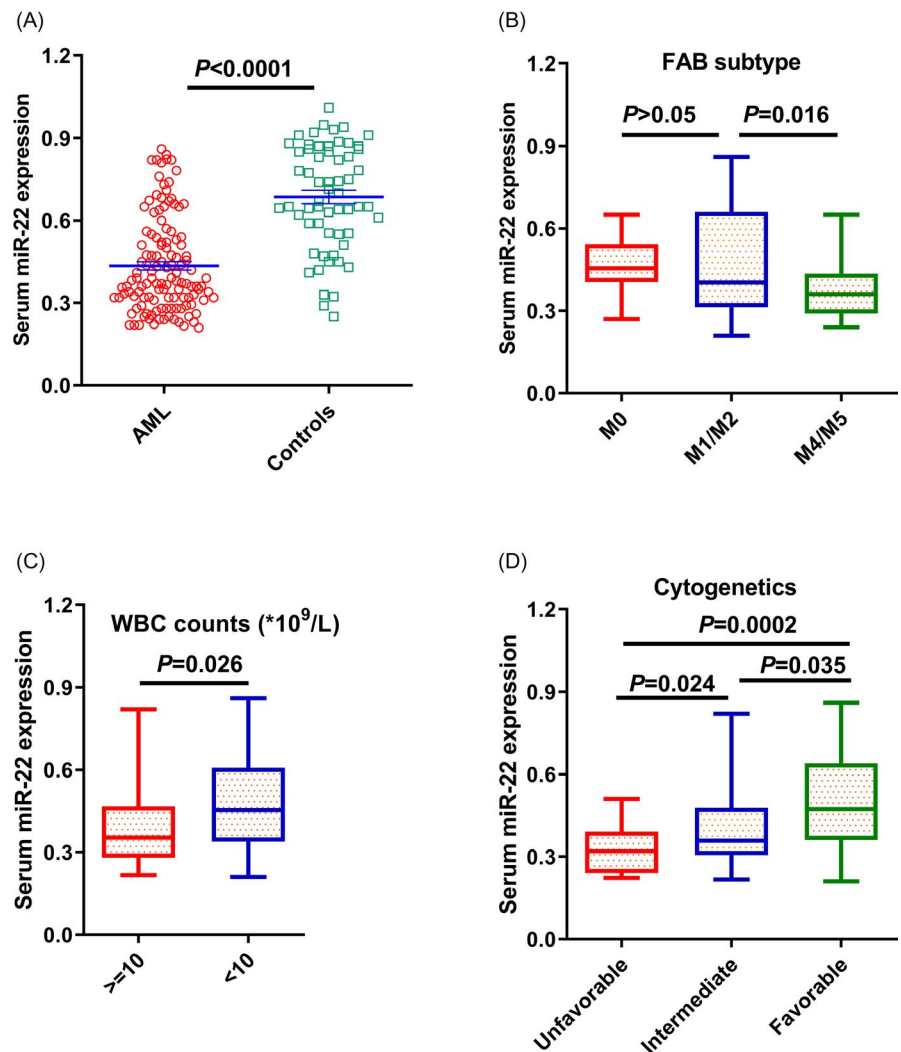 (A)
Serum miR-22 expression
1.2
0.9
0.6
0.3
0.0
P<0.0001
AML
Controls
(B)
Serum miR-22 expression
1.2
0.9
0.6
0.3
0.0
FAB subtype
P>0.05
P=0.016
M0
M1/M2
M4/M5
(C)
Serum miR-22 expression
1.2
0.9
0.6
0.3
0.0
WBC counts (*10⁹/L)
P=0.026
>=10
<10
(D)
Serum miR-22 expression
1.2
0.9
0.6
0.3
0.0
Cytogenetics
P=0.0002
P=0.024
P=0.035
Unfavorable
Intermediate
Favorable